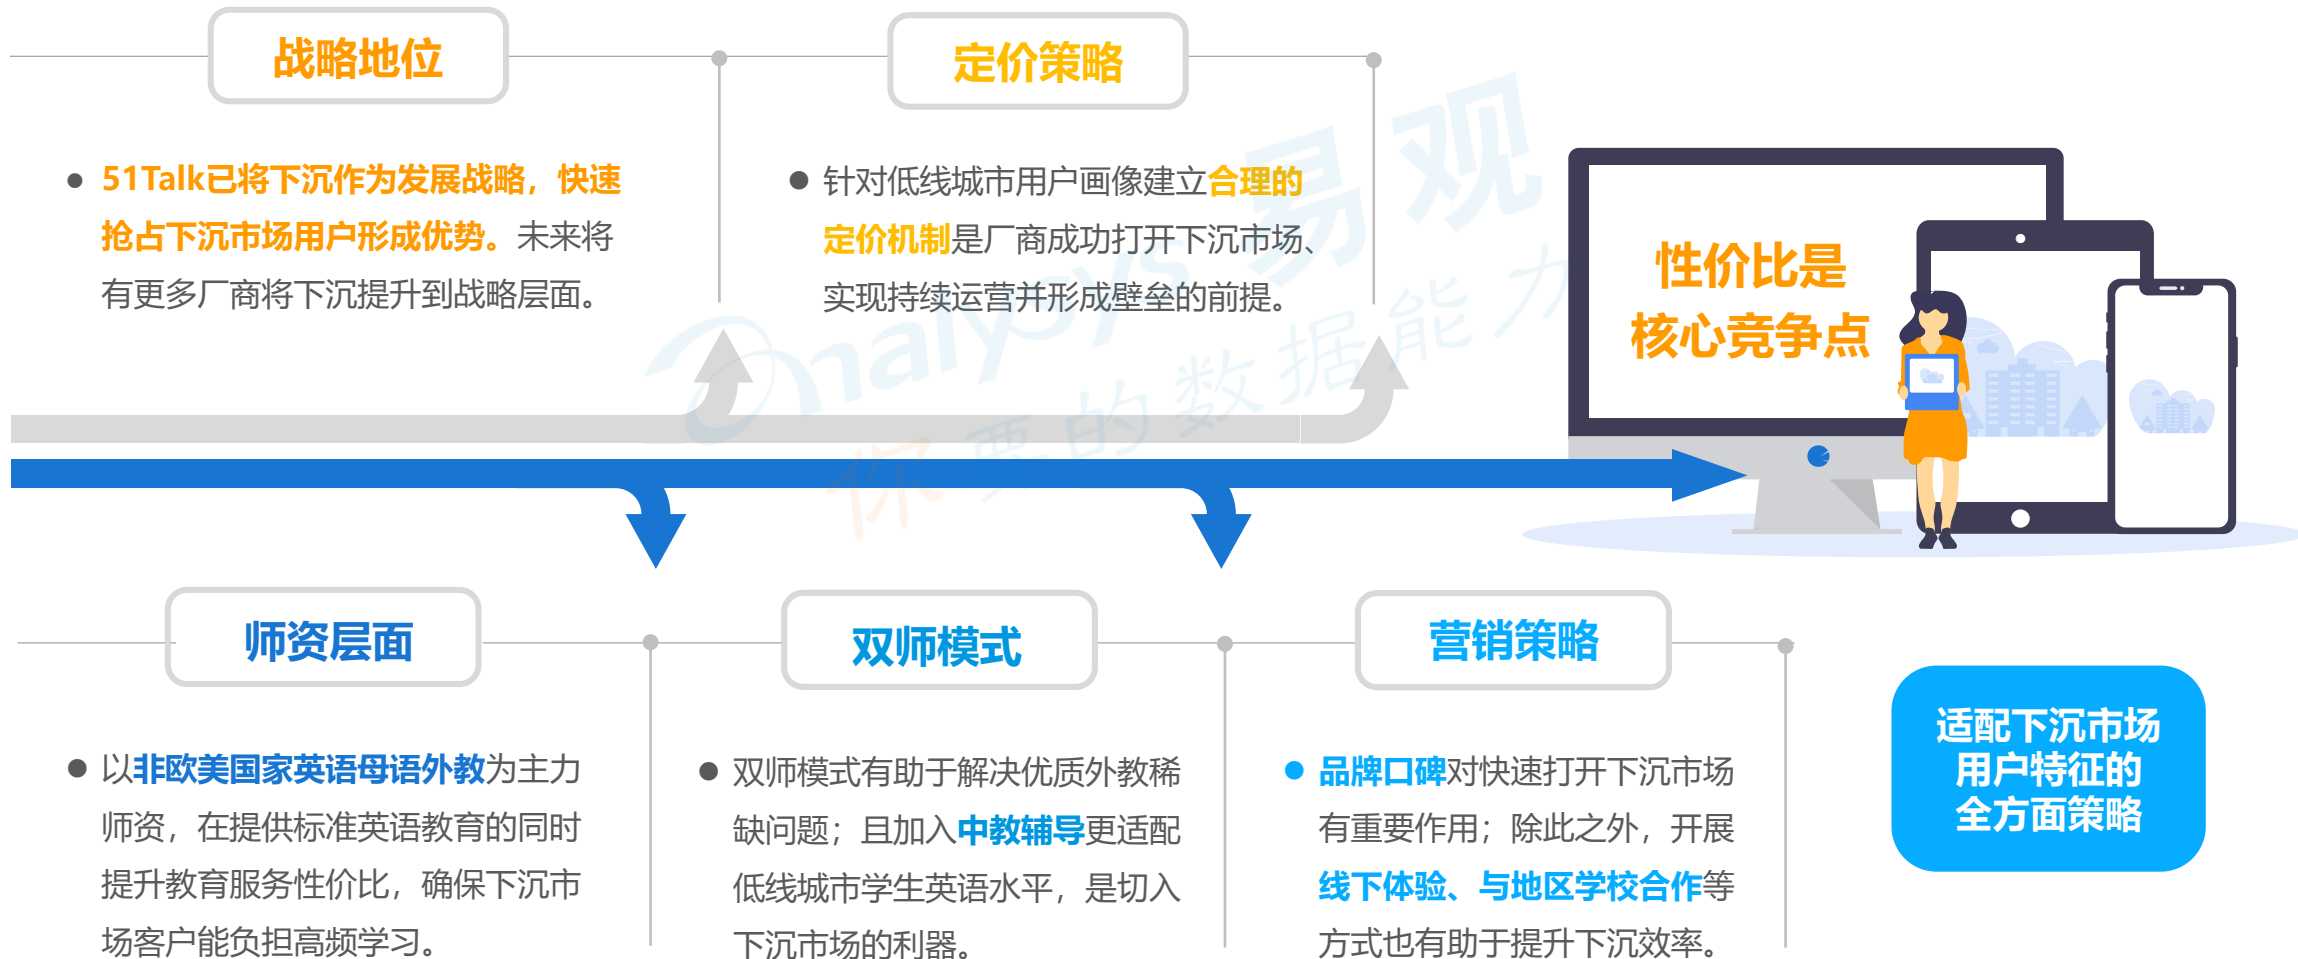 战略地位
51Talk已将下沉作为发展战略，快速
抢占下沉市场用户形成优势。未来将
有更多厂商将下沉提升到战略层面。
定价策略
针对低线城市用户画像建立合理的
定价机制是厂商成功打开下沉市场、
实现持续运营并形成壁垒的前提。
性价比是
核心竞争点
易观
analysys
你要的数据能力
师资层面
以非欧美国家英语母语外教为主力
师资，在提供标准英语教育的同时
提升教育服务性价比，确保下沉市
场客户能负担高频学习。
双师模式
双师模式有助于解决优质外教稀
缺问题；且加入中教辅导更适配
低线城市学生英语水平，是切入
下沉市场的利器。
营销策略
品牌口碑对快速打开下沉市场
有重要作用；除此之外，开展
线下体验、与地区学校合作等
方式也有助于提升下沉效率。
适配下沉市场
用户特征的
全方面策略